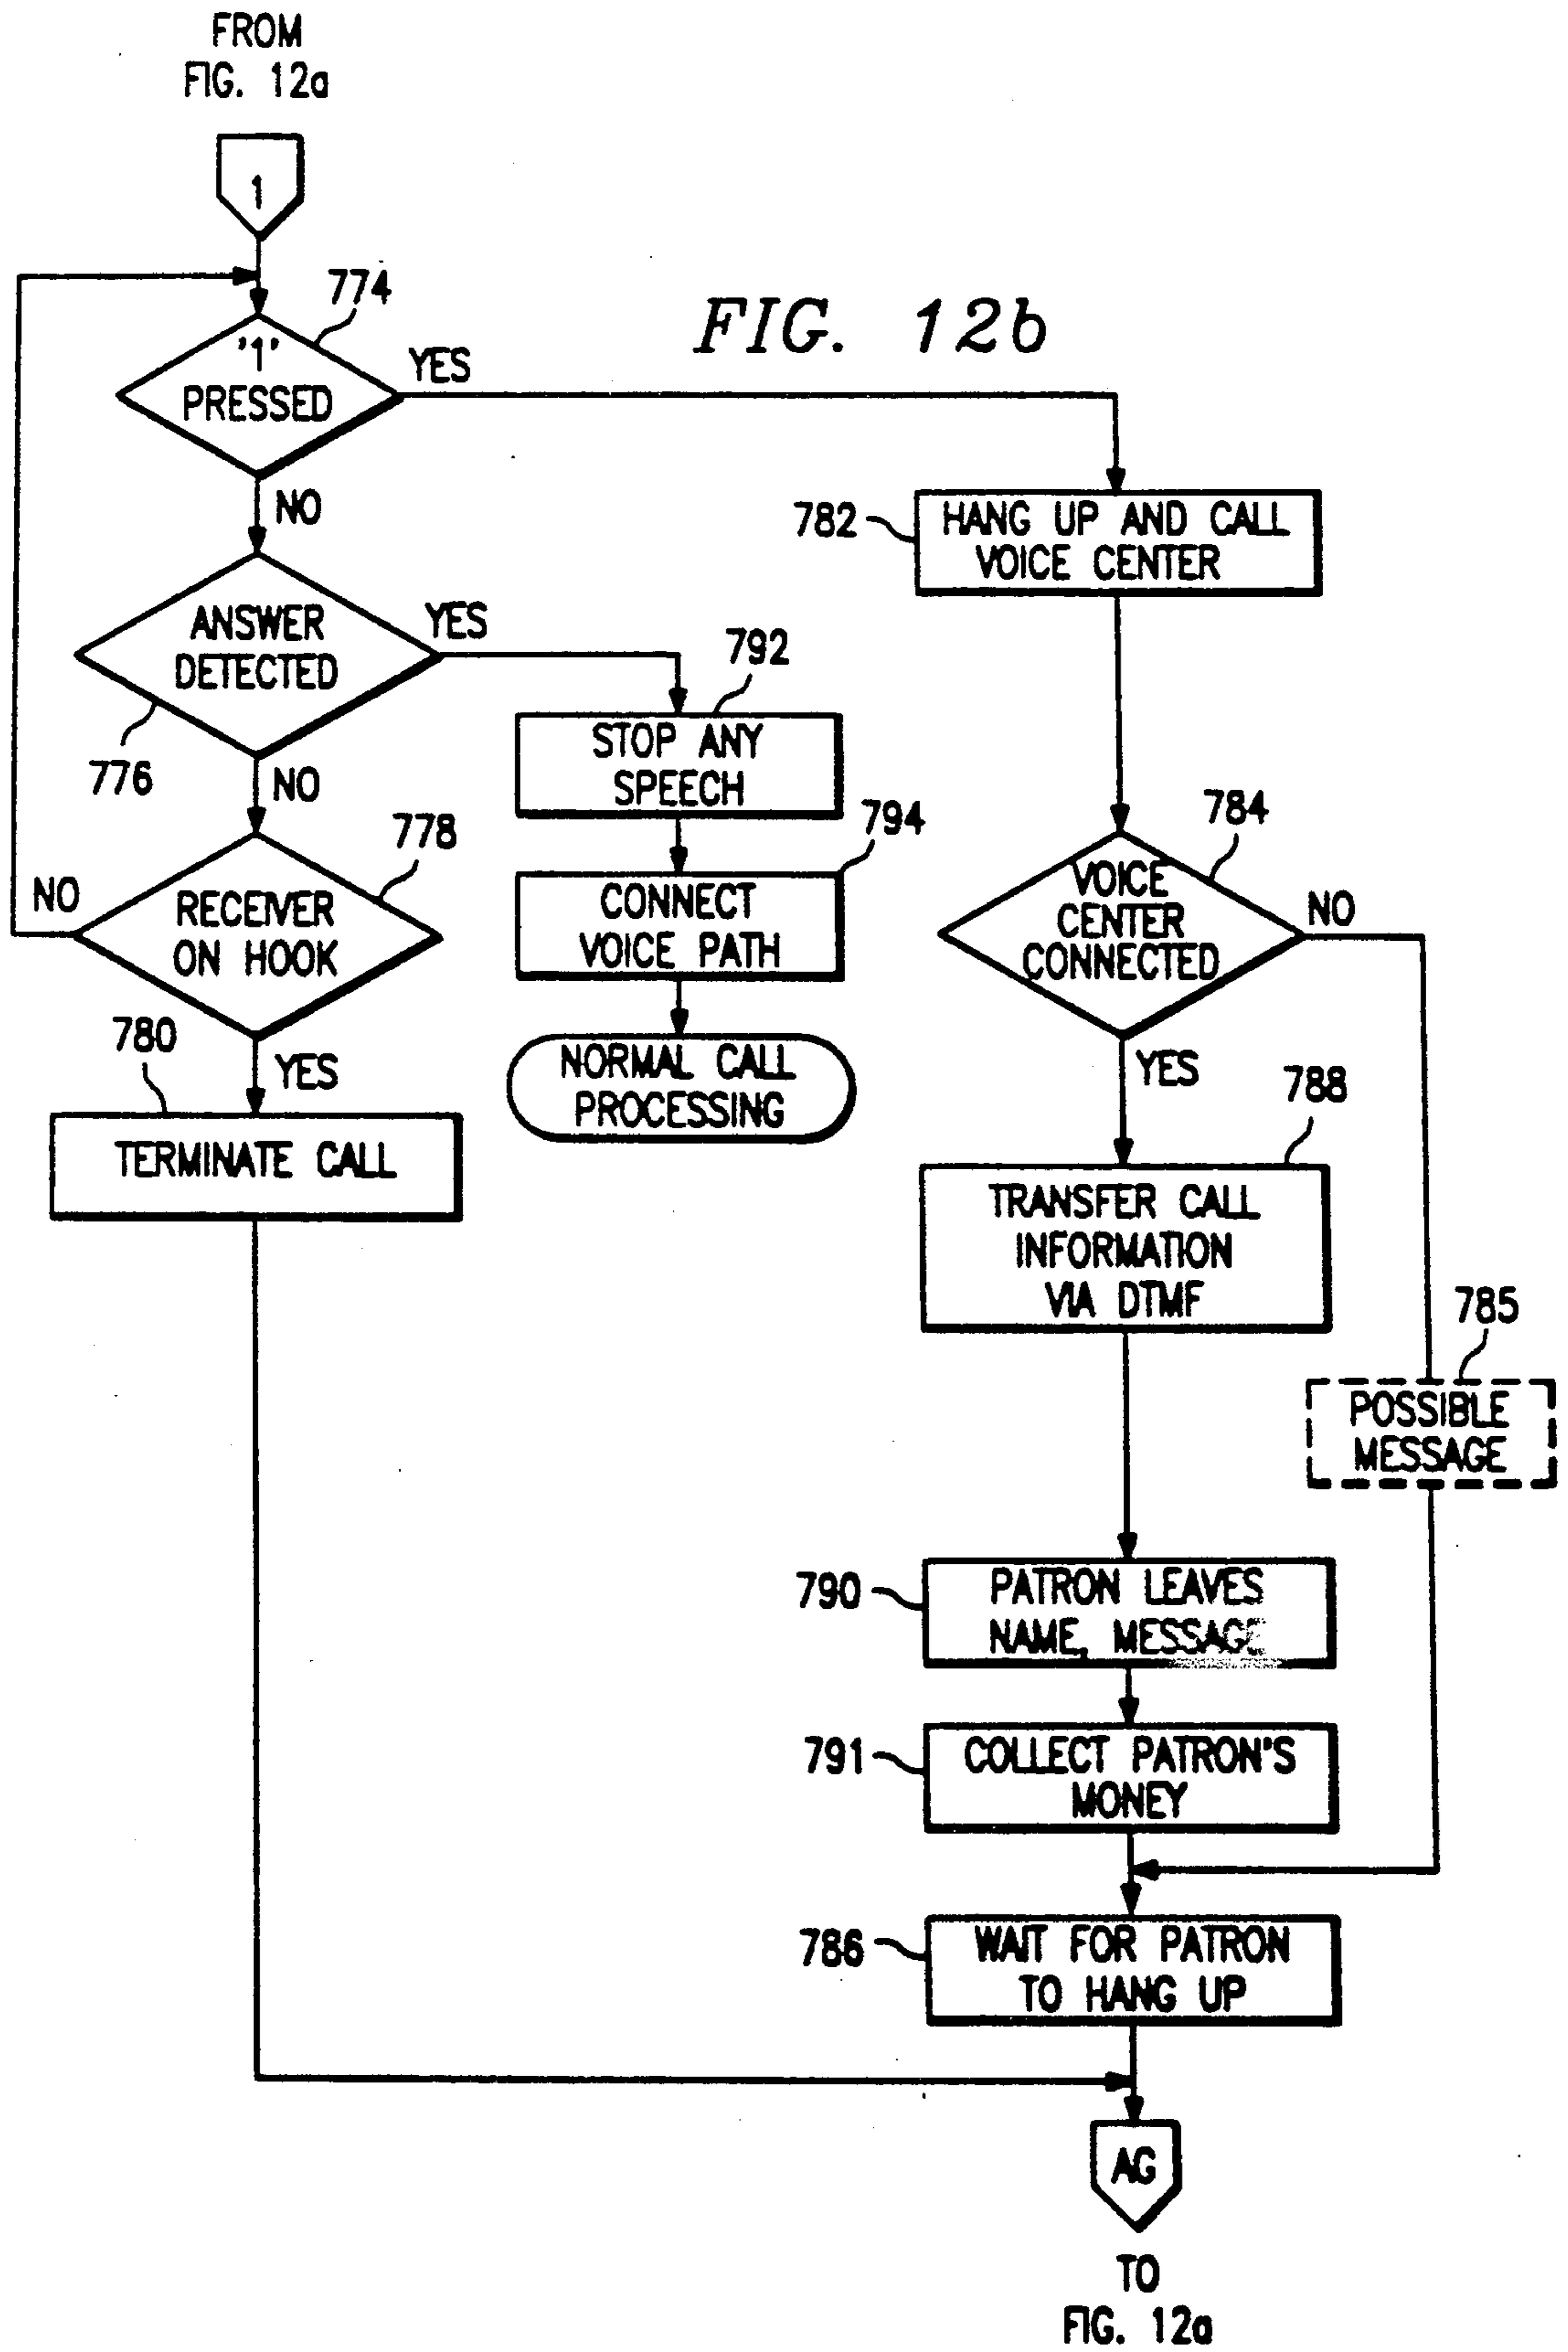 FROM
FIG. 12a
1
774
FIG. 12b
'1'
PRESSED
YES
NO
782
HANG UP AND CALL
VOICE CENTER
ANSWER
DETECTED
YES
776
NO
792
STOP ANY
SPEECH
794
CONNECT
VOICE PATH
NORMAL CALL
PROCESSING
778
RECEIVER
ON HOOK
NO
YES
780
TERMINATE CALL
784
VOICE
CENTER
CONNECTED
NO
YES
788
TRANSFER CALL
INFORMATION
VIA DTMF
785
POSSIBLE
MESSAGE
790
PATRON LEAVES
NAME, MESSAGE
791
COLLECT PATRON'S
MONEY
786
WAIT FOR PATRON
TO HANG UP
AG
TO
FIG. 12a